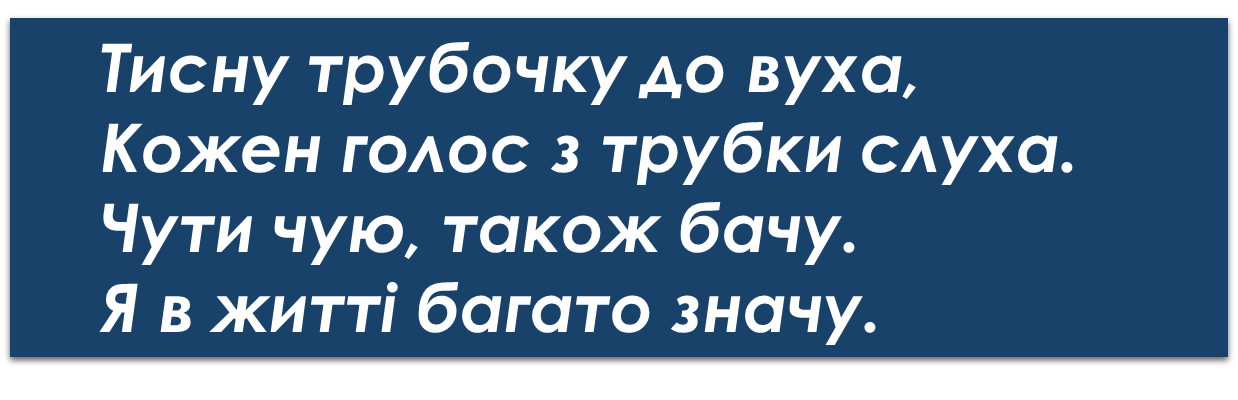 Тисну трубочку до вуха,
Кожен голос з трубки слуха.
Чути чую, також бачу.
Я в житті багато значу.